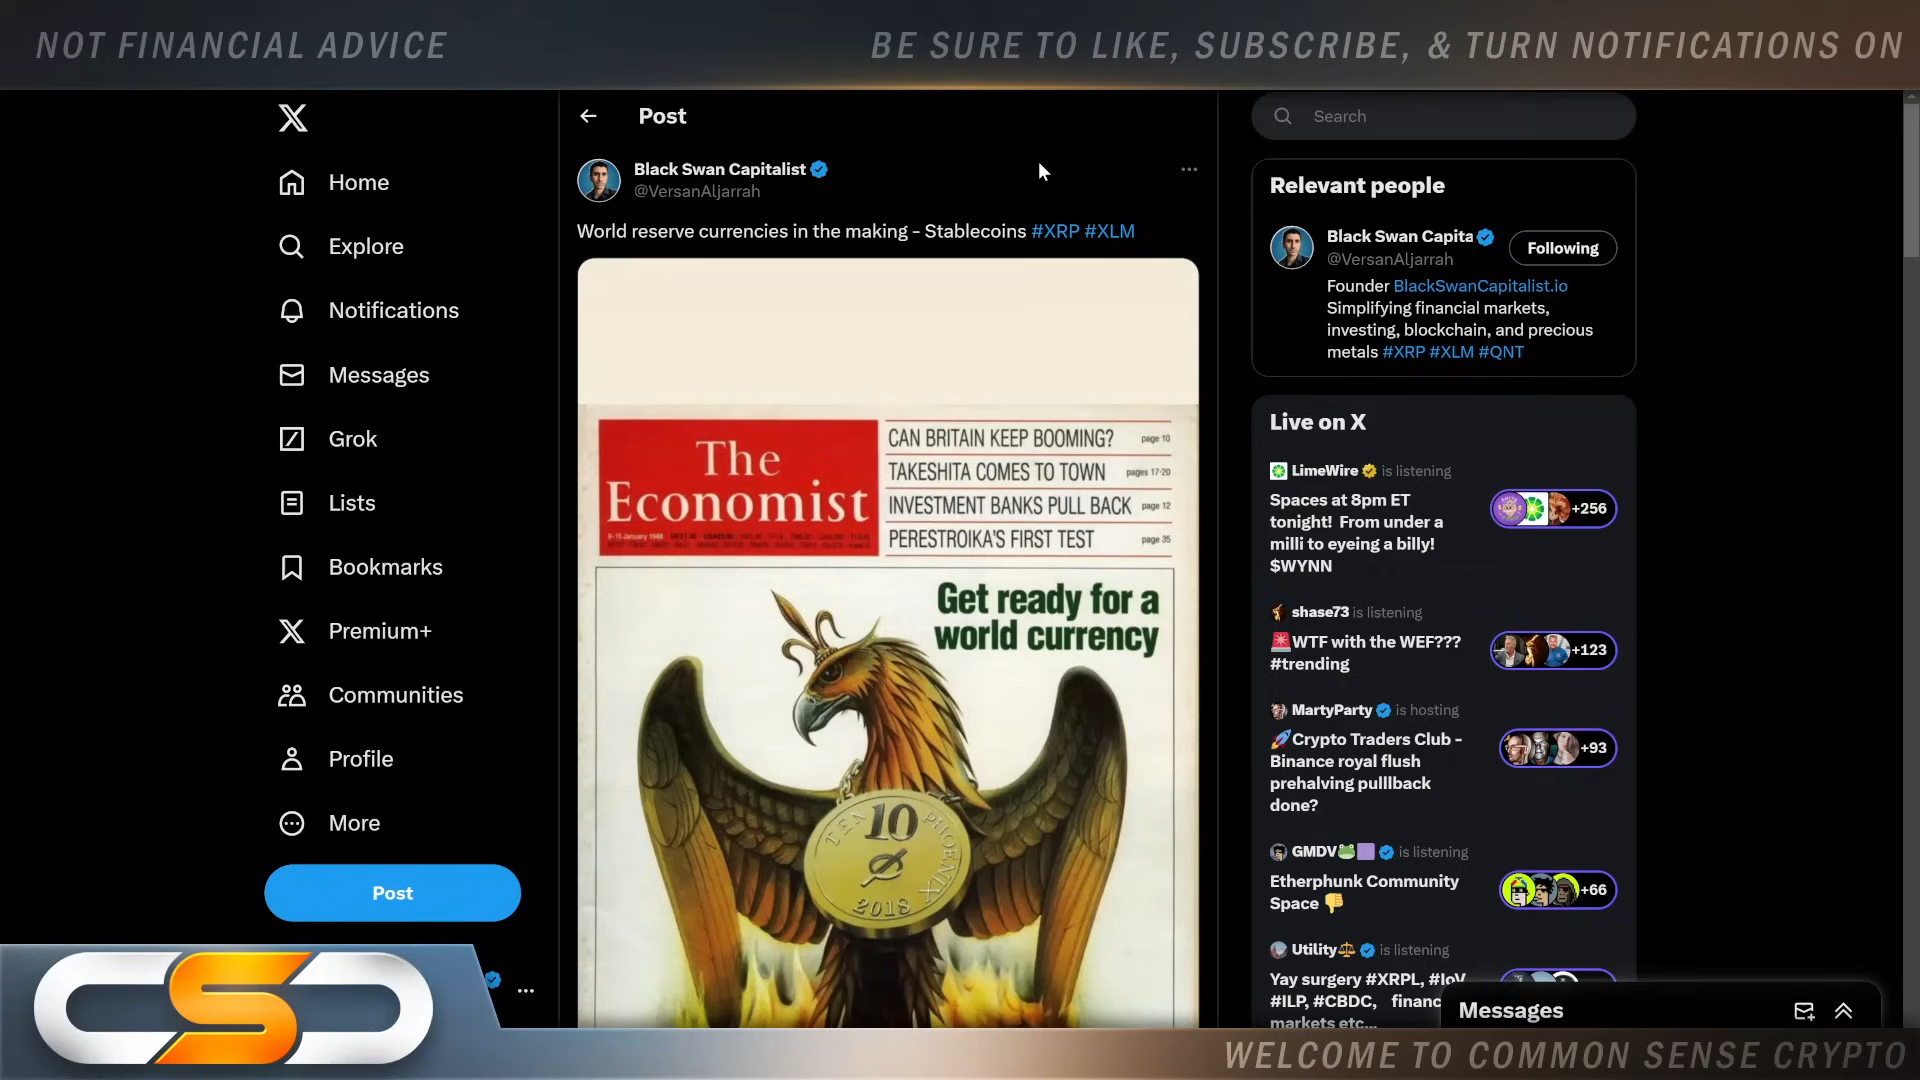 NOT FINANCIAL ADVICE
BE SURE TO LIKE, SUBSCRIBE, & TURN NOTIFICATIONS ON
Home
Explore
Notifications
Messages
Grok
Lists
Bookmarks
Premium+
Communities
Profile
More
Post
Post
Black Swan Capitalist
@VersanAljarrah
World reserve currencies in the making - Stablecoins #XRP #XLM
The
Economist
CAN BRITAIN KEEP BOOMING? page 10
TAKESHITA COMES TO TOWN pages 17-20
INVESTMENT BANKS PULL BACK page 12
PERESTROIKA'S FIRST TEST page 35
Get ready for a
world currency
10
TEN PHOENIX
2018
Search
Relevant people
Black Swan Capita
@VersanAljarrah
Following
Founder BlackSwanCapitalist.io
Simplifying financial markets,
investing, blockchain, and precious
metals #XRP #XLM #QNT
Live on X
LimeWire is listening
Spaces at 8pm ET
tonight! From under a
milli to eyeing a billy!
$WYNN
+256
shase73 is listening
🚨WTF with the WEF???
#trending
+123
MartyParty is hosting
🚀Crypto Traders Club -
Binance royal flush
prehalving pulllback
done?
+93
GMDV🐸🟪 is listening
Etherphunk Community
Space 👎
+66
Utility⚖️ is listening
Yay surgery #XRPL, #IoV
#ILP, #CBDC, financ
markets etc...
Messages
CSC
WELCOME TO COMMON SENSE CRYPTO